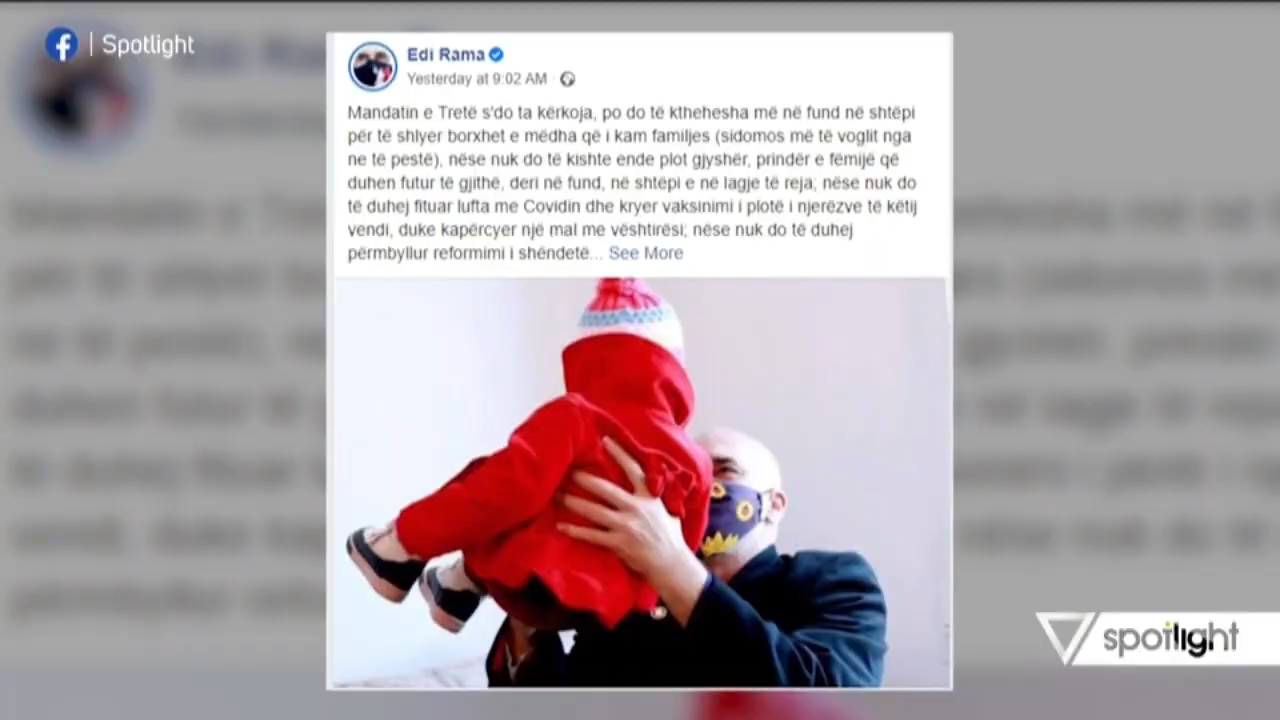 Spotlight
Edi Rama
Yesterday at 9:02 AM
Mandatin e Tretë s'do ta kërkoja, po do të kthehesha më në fund në shtëpi
për të shlyer borxhet e mëdha që i kam familjes (sidomos më të voglit nga
ne të pestë), nëse nuk do të kishte ende plot gjyshër, prindër e fëmijë që
duhen futur të gjithë, deri në fund, në shtëpi e në lagje të reja; nëse nuk do
të duhej fituar lufta me Covidin dhe kryer vaksinimi i plotë i njerëzve të këtij
vendi, duke kapërcyer një mal me vështirësi; nëse nuk do të duhej
përmbyllur reformimi i shëndetë... See More
spotlight